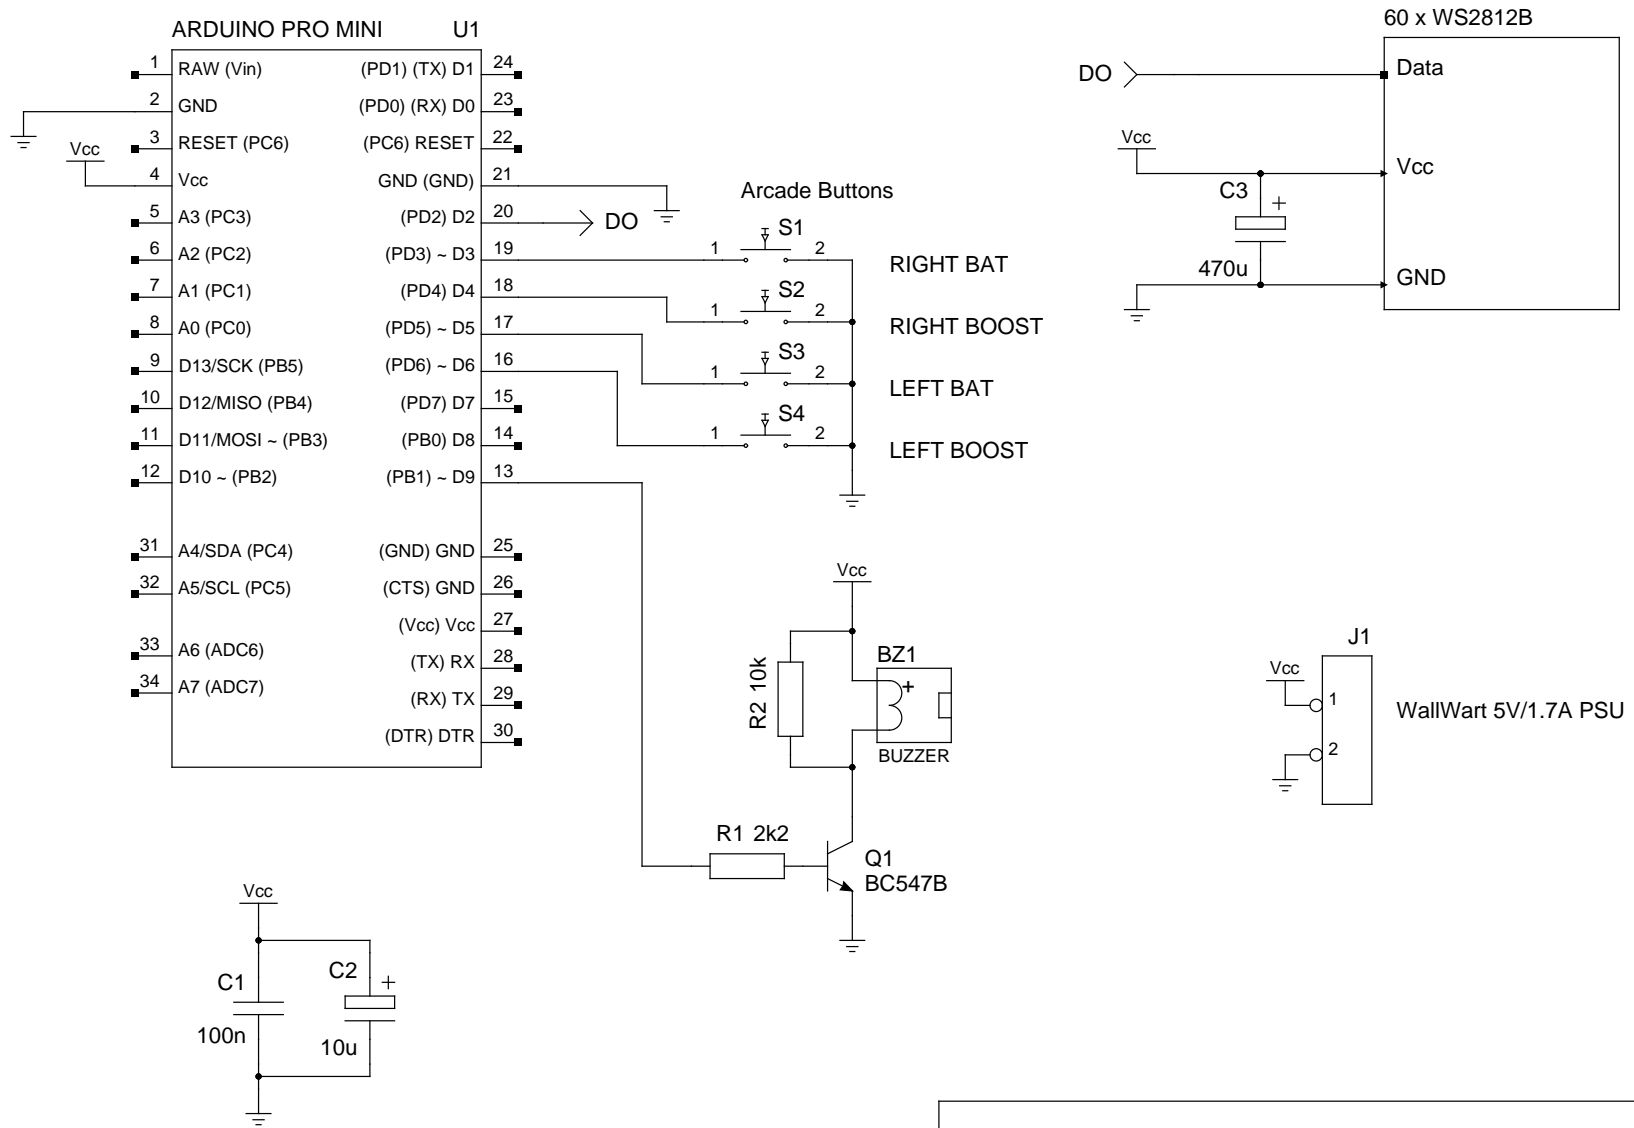 ARDUINO PRO MINI U1
1 RAW (Vin) (PD1) (TX) D1 24
2 GND (PD0) (RX) D0 23
3 RESET (PC6) (PC6) RESET 22
Vcc
4 Vcc GND (GND) 21
5 A3 (PC3) (PD2) D2 20 DO
6 A2 (PC2) (PD3) ~ D3 19
7 A1 (PC1) (PD4) D4 18
8 A0 (PC0) (PD5) ~ D5 17
9 D13/SCK (PB5) (PD6) ~ D6 16
10 D12/MISO (PB4) (PD7) D7 15
11 D11/MOSI ~ (PB3) (PB0) D8 14
12 D10 ~ (PB2) (PB1) ~ D9 13
31 A4/SDA (PC4) (GND) GND 25
32 A5/SCL (PC5) (CTS) GND 26
(Vcc) Vcc 27
33 A6 (ADC6)
(TX) RX 28
34 A7 (ADC7)
(RX) TX 29
(DTR) DTR 30
Arcade Buttons
S1
1 2 RIGHT BAT
S2
1 2 RIGHT BOOST
S3
1 2 LEFT BAT
S4
1 2 LEFT BOOST
60 x WS2812B
DO Data
Vcc
Vcc
C3 +
470u
GND
Vcc
R2 10k
BZ1
+
BUZZER
R1 2k2
Q1
BC547B
J1
Vcc
1
WallWart 5V/1.7A PSU
2
Vcc
C1
100n
C2 +
10u